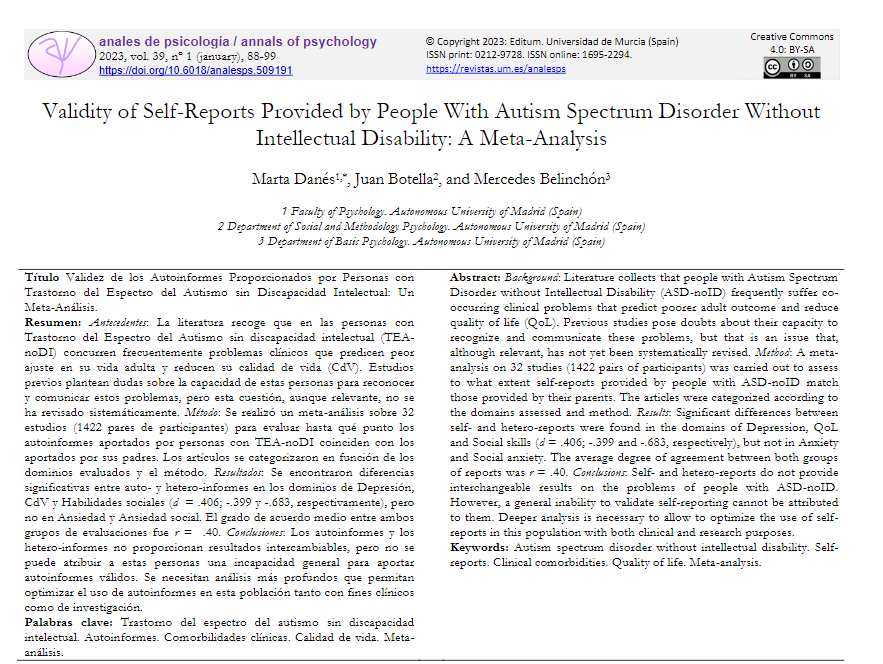 anales de psicología / annals of psychology
2023, vol. 39, nº 1 (january), 88-99
https://doi.org/10.6018/analesps.509191
© Copyright 2023: Editum. Universidad de Murcia (Spain)
ISSN print: 0212-9728. ISSN online: 1695-2294.
https://revistas.um.es/analesps
Creative Commons
4.0: BY-SA
cc
BY SA
Validity of Self-Reports Provided by People With Autism Spectrum Disorder Without
Intellectual Disability: A Meta-Analysis
Marta Danés1,*, Juan Botella2, and Mercedes Belinchón3
1 Faculty of Psychology. Autonomous University of Madrid (Spain)
2 Department of Social and Methodology Psychology. Autonomous University of Madrid (Spain)
3 Department of Basic Psychology. Autonomous University of Madrid (Spain)
Título Validez de los Autoinformes Proporcionados por Personas con
Trastorno del Espectro del Autismo sin Discapacidad Intelectual: Un
Meta-Análisis.
Resumen: Antecedentes: La literatura recoge que en las personas con
Trastorno del Espectro del Autismo sin discapacidad intelectual (TEA-
noDI) concurren frecuentemente problemas clínicos que predicen peor
ajuste en su vida adulta y reducen su calidad de vida (CdV). Estudios
previos plantean dudas sobre la capacidad de estas personas para reconocer
y comunicar estos problemas, pero esta cuestión, aunque relevante, no se
ha revisado sistemáticamente. Método: Se realizó un meta-análisis sobre 32
estudios (1422 pares de participantes) para evaluar hasta qué punto los
autoinformes aportados por personas con TEA-noDI coinciden con los
aportados por sus padres. Los artículos se categorizaron en función de los
dominios evaluados y el método. Resultados: Se encontraron diferencias
significativas entre auto- y hetero-informes en los dominios de Depresión,
CdV y Habilidades sociales (d = .406; -.399 y -.683, respectivamente), pero
no en Ansiedad y Ansiedad social. El grado de acuerdo medio entre ambos
grupos de evaluaciones fue r = .40. Conclusiones: Los autoinformes y los
hetero-informes no proporcionan resultados intercambiables, pero no se
puede atribuir a estas personas una incapacidad general para aportar
autoinformes válidos. Se necesitan análisis más profundos que permitan
optimizar el uso de autoinformes en esta población tanto con fines clínicos
como de investigación.
Palabras clave: Trastorno del espectro del autismo sin discapacidad
intelectual. Autoinformes. Comorbilidades clínicas. Calidad de vida. Meta-
análisis.
Abstract: Background: Literature collects that people with Autism Spectrum
Disorder without Intellectual Disability (ASD-noID) frequently suffer co-
occurring clinical problems that predict poorer adult outcome and reduce
quality of life (QoL). Previous studies pose doubts about their capacity to
recognize and communicate these problems, but that is an issue that,
although relevant, has not yet been systematically revised. Method: A meta-
analysis on 32 studies (1422 pairs of participants) was carried out to assess
to what extent self-reports provided by people with ASD-noID match
those provided by their parents. The articles were categorized according to
the domains assessed and method. Results: Significant differences between
self- and hetero-reports were found in the domains of Depression, QoL
and Social skills (d = .406; -.399 and -.683, respectively), but not in Anxiety
and Social anxiety. The average degree of agreement between both groups
of reports was r = .40. Conclusions: Self- and hetero-reports do not provide
interchangeable results on the problems of people with ASD-noID.
However, a general inability to validate self-reporting cannot be attributed
to them. Deeper analysis is necessary to allow to optimize the use of self-
reports in this population with both clinical and research purposes.
Keywords: Autism spectrum disorder without intellectual disability. Self-
reports. Clinical comorbidities. Quality of life. Meta-analysis.